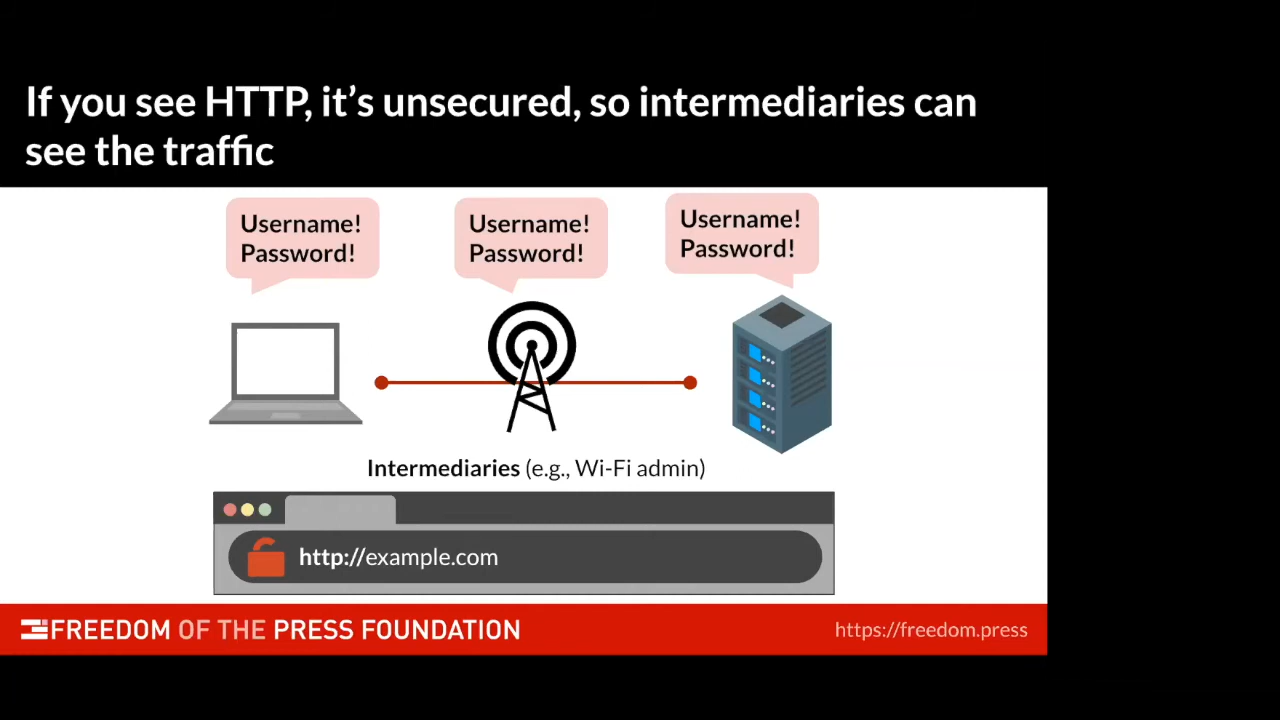 If you see HTTP, it's unsecured, so intermediaries can
see the traffic
Username!
Password!
Username!
Password!
Username!
Password!
Intermediaries (e.g., Wi-Fi admin)
http://example.com
FREEDOM OF THE PRESS FOUNDATION
https://freedom.press